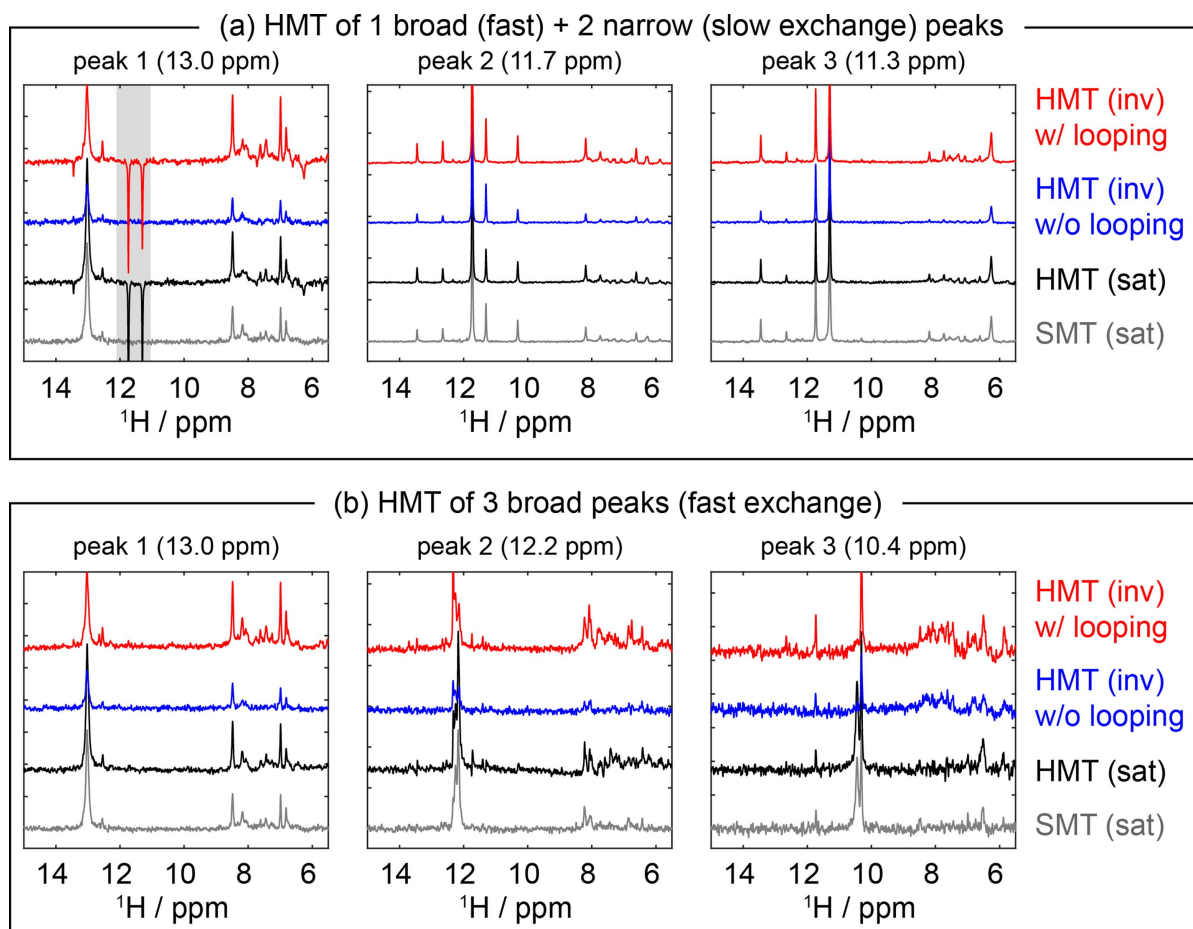 (a) HMT of 1 broad (fast) + 2 narrow (slow exchange) peaks
peak 1 (13.0 ppm)
peak 2 (11.7 ppm)
peak 3 (11.3 ppm)
HMT (inv)
w/ looping
HMT (inv)
w/o looping
HMT (sat)
SMT (sat)
14 12 10 8 6
14 12 10 8 6
14 12 10 8 6
¹H / ppm
¹H / ppm
¹H / ppm
(b) HMT of 3 broad peaks (fast exchange)
peak 1 (13.0 ppm)
peak 2 (12.2 ppm)
peak 3 (10.4 ppm)
HMT (inv)
w/ looping
HMT (inv)
w/o looping
HMT (sat)
SMT (sat)
14 12 10 8 6
14 12 10 8 6
14 12 10 8 6
¹H / ppm
¹H / ppm
¹H / ppm